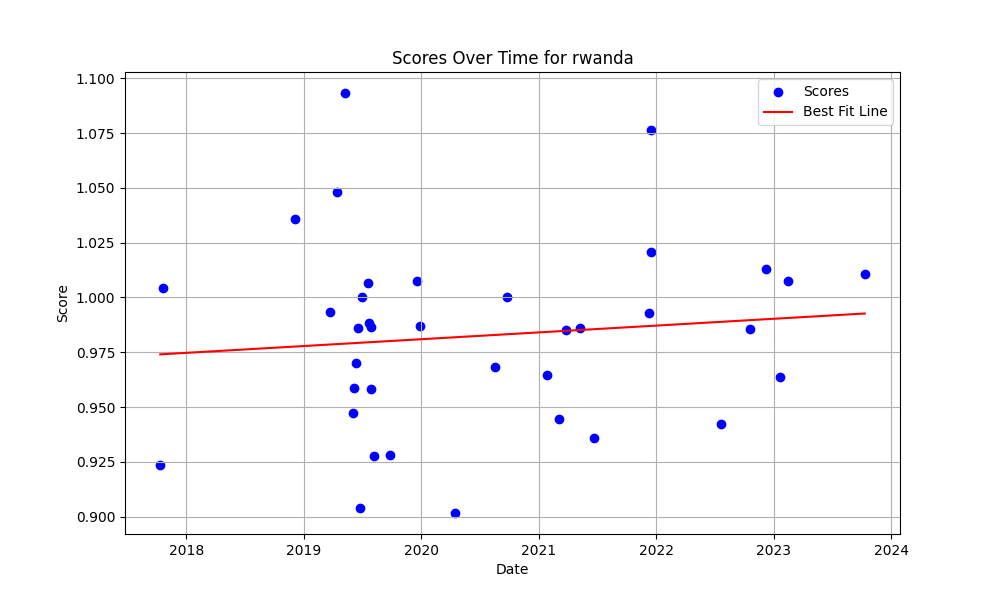 Scores Over Time for rwanda
Scores
Best Fit Line
Score
1.100
1.075
1.050
1.025
1.000
0.975
0.950
0.925
0.900
2018 2019 2020 2021 2022 2023 2024
Date